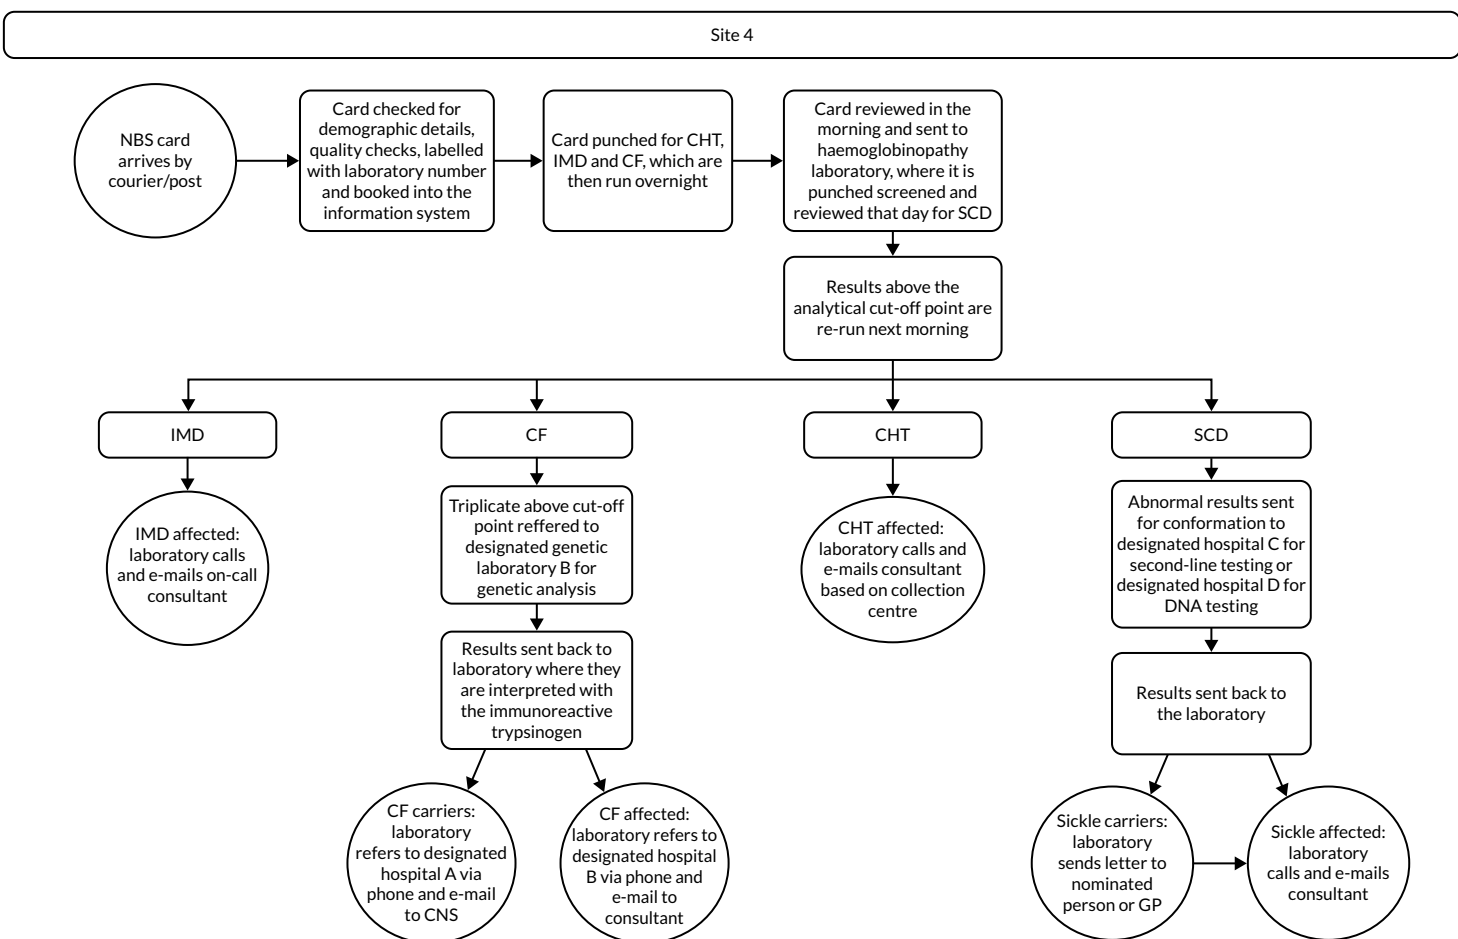 Site 4
NBS card
arrives by
courier/post
Card checked for
demographic details,
quality checks, labelled
with laboratory number
and booked into the
information system
Card punched for CHT,
IMD and CF, which are
then run overnight
Card reviewed in the
morning and sent to
haemoglobinopathy
laboratory, where it is
punched screened and
reviewed that day for SCD
Results above the
analytical cut-off point are
re-run next morning
IMD
CF
CHT
SCD
IMD affected:
laboratory calls
and e-mails on-call
consultant
Triplicate above cut-off
point reffered to
designated genetic
laboratory B for
genetic analysis
CHT affected:
laboratory calls and
e-mails consultant
based on collection
centre
Abnormal results sent
for conformation to
designated hospital C for
second-line testing or
designated hospital D for
DNA testing
Results sent back to
laboratory where they
are interpreted with
the immunoreactive
trypsinogen
Results sent back to
the laboratory
CF carriers:
laboratory
refers to designated
hospital A via
phone and e-mail
to CNS
CF affected:
laboratory refers to
designated hospital
B via phone and
e-mail to
consultant
Sickle carriers:
laboratory
sends letter to
nominated
person or GP
Sickle affected:
laboratory
calls and e-mails
consultant